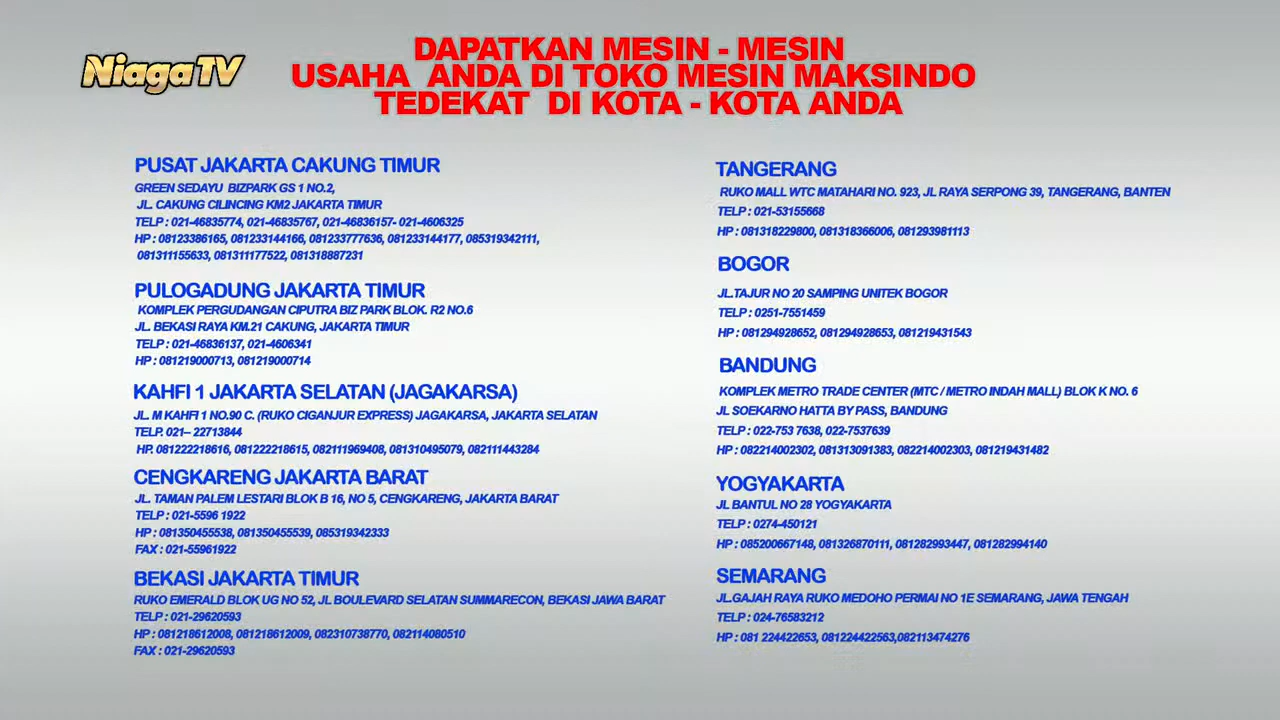 NiagaTV
DAPATKAN MESIN - MESIN
USAHA ANDA DI TOKO MESIN MAKSINDO
TEDEKAT DI KOTA - KOTA ANDA
PUSAT JAKARTA CAKUNG TIMUR
GREEN SEDAYU BIZPARK GS 1 NO.2,
JL. CAKUNG CILINCING KM2 JAKARTA TIMUR
TELP : 021-46835774, 021-46835767, 021-46836157- 021-4606325
HP : 08123386165, 081233144166, 081233777636, 081233144177, 085319342111,
081311155633, 081311177522, 081318887231
PULOGADUNG JAKARTA TIMUR
KOMPLEK PERGUDANGAN CIPUTRA BIZ PARK BLOK. R2 NO.6
JL. BEKASI RAYA KM.21 CAKUNG, JAKARTA TIMUR
TELP : 021-46836137, 021-4606341
HP : 081219000713, 081219000714
KAHFI 1 JAKARTA SELATAN (JAGAKARSA)
JL. M KAHFI 1 NO.90 C. (RUKO CIGANJUR EXPRESS) JAGAKARSA, JAKARTA SELATAN
TELP. 021– 22713844
HP. 081222218616, 081222218615, 082111969408, 081310495079, 082111443284
CENGKARENG JAKARTA BARAT
JL. TAMAN PALEM LESTARI BLOK B 16, NO 5, CENGKARENG, JAKARTA BARAT
TELP : 021-5596 1922
HP : 081350455538, 081350455539, 085319342333
FAX : 021-55961922
BEKASI JAKARTA TIMUR
RUKO EMERALD BLOK UG NO 52, JL BOULEVARD SELATAN SUMMARECON, BEKASI JAWA BARAT
TELP : 021-29620593
HP : 081218612008, 081218612009, 082310738770, 082114080510
FAX : 021-29620593
TANGERANG
RUKO MALL WTC MATAHARI NO. 923, JL RAYA SERPONG 39, TANGERANG, BANTEN
TELP : 021-53155668
HP : 081318229800, 081318366006, 081293981113
BOGOR
JL.TAJUR NO 20 SAMPING UNITEK BOGOR
TELP : 0251-7551459
HP : 081294928652, 081294928653, 081219431543
BANDUNG
KOMPLEK METRO TRADE CENTER (MTC / METRO INDAH MALL) BLOK K NO. 6
JL SOEKARNO HATTA BY PASS, BANDUNG
TELP : 022-753 7638, 022-7537639
HP : 082214002302, 081313091383, 082214002303, 081219431482
YOGYAKARTA
JL BANTUL NO 28 YOGYAKARTA
TELP : 0274-450121
HP : 085200667148, 081326870111, 081282993447, 081282994140
SEMARANG
JL.GAJAH RAYA RUKO MEDOHO PERMAI NO 1E SEMARANG, JAWA TENGAH
TELP : 024-76583212
HP : 081 224422653, 081224422563,082113474276